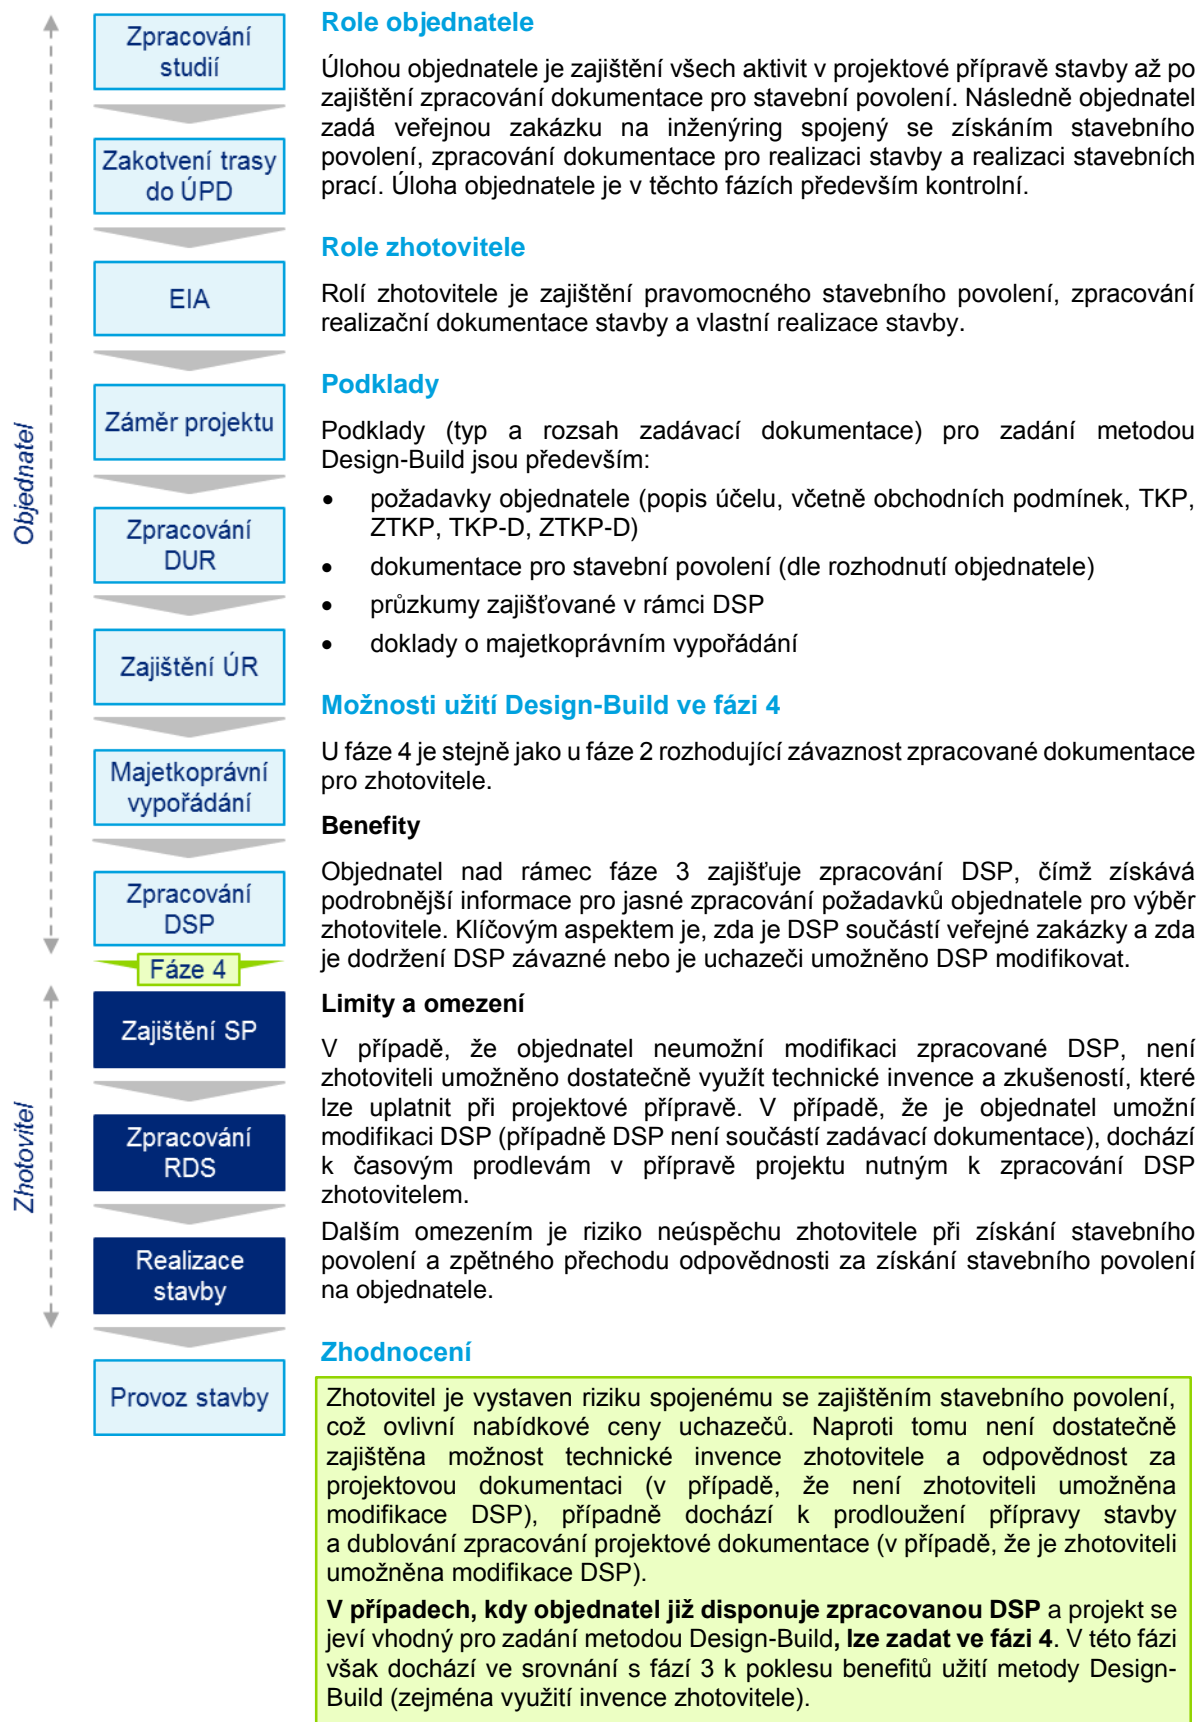 Objednatel
Zhotovitel
Zpracování
studií
Zakotvení trasy
do ÚPD
EIA
Záměr projektu
Zpracování
DUR
Zajištění ÚR
Majetkoprávní
vypořádání
Zpracování
DSP
Fáze 4
Zajištění SP
Zpracování
RDS
Realizace
stavby
Provoz stavby
Role objednatele
Úlohou objednatele je zajištění všech aktivit v projektové přípravě stavby až po
zajištění zpracování dokumentace pro stavební povolení. Následně objednatel
zadá veřejnou zakázku na inženýring spojený se získáním stavebního
povolení, zpracování dokumentace pro realizaci stavby a realizaci stavebních
prací. Úloha objednatele je v těchto fázích především kontrolní.
Role zhotovitele
Rolí zhotovitele je zajištění pravomocného stavebního povolení, zpracování
realizační dokumentace stavby a vlastní realizace stavby.
Podklady
Podklady (typ a rozsah zadávací dokumentace) pro zadání metodou
Design-Build jsou především:
• požadavky objednatele (popis účelu, včetně obchodních podmínek, TKP,
ZTKP, TKP-D, ZTKP-D)
• dokumentace pro stavební povolení (dle rozhodnutí objednatele)
• průzkumy zajišťované v rámci DSP
• doklady o majetkoprávním vypořádání
Možnosti užití Design-Build ve fázi 4
U fáze 4 je stejně jako u fáze 2 rozhodující závaznost zpracované dokumentace
pro zhotovitele.
Benefity
Objednatel nad rámec fáze 3 zajišťuje zpracování DSP, čímž získává
podrobnější informace pro jasné zpracování požadavků objednatele pro výběr
zhotovitele. Klíčovým aspektem je, zda je DSP součástí veřejné zakázky a zda
je dodržení DSP závazné nebo je uchazeči umožněno DSP modifikovat.
Limity a omezení
V případě, že objednatel neumožní modifikaci zpracované DSP, není
zhotoviteli umožněno dostatečně využít technické invence a zkušeností, které
lze uplatnit při projektové přípravě. V případě, že je objednatel umožní
modifikaci DSP (případně DSP není součástí zadávací dokumentace), dochází
k časovým prodlevám v přípravě projektu nutným k zpracování DSP
zhotovitelem.
Dalším omezením je riziko neúspěchu zhotovitele při získání stavebního
povolení a zpětného přechodu odpovědnosti za získání stavebního povolení
na objednatele.
Zhodnocení
Zhotovitel je vystaven riziku spojenému se zajištěním stavebního povolení,
což ovlivní nabídkové ceny uchazečů. Naproti tomu není dostatečně
zajištěna možnost technické invence zhotovitele a odpovědnost za
projektovou dokumentaci (v případě, že není zhotoviteli umožněna
modifikace DSP), případně dochází k prodloužení přípravy stavby
a dublování zpracování projektové dokumentace (v případě, že je zhotoviteli
umožněna modifikace DSP).
V případech, kdy objednatel již disponuje zpracovanou DSP a projekt se
jeví vhodný pro zadání metodou Design-Build, lze zadat ve fázi 4. V této fázi
však dochází ve srovnání s fází 3 k poklesu benefitů užití metody Design-
Build (zejména využití invence zhotovitele).